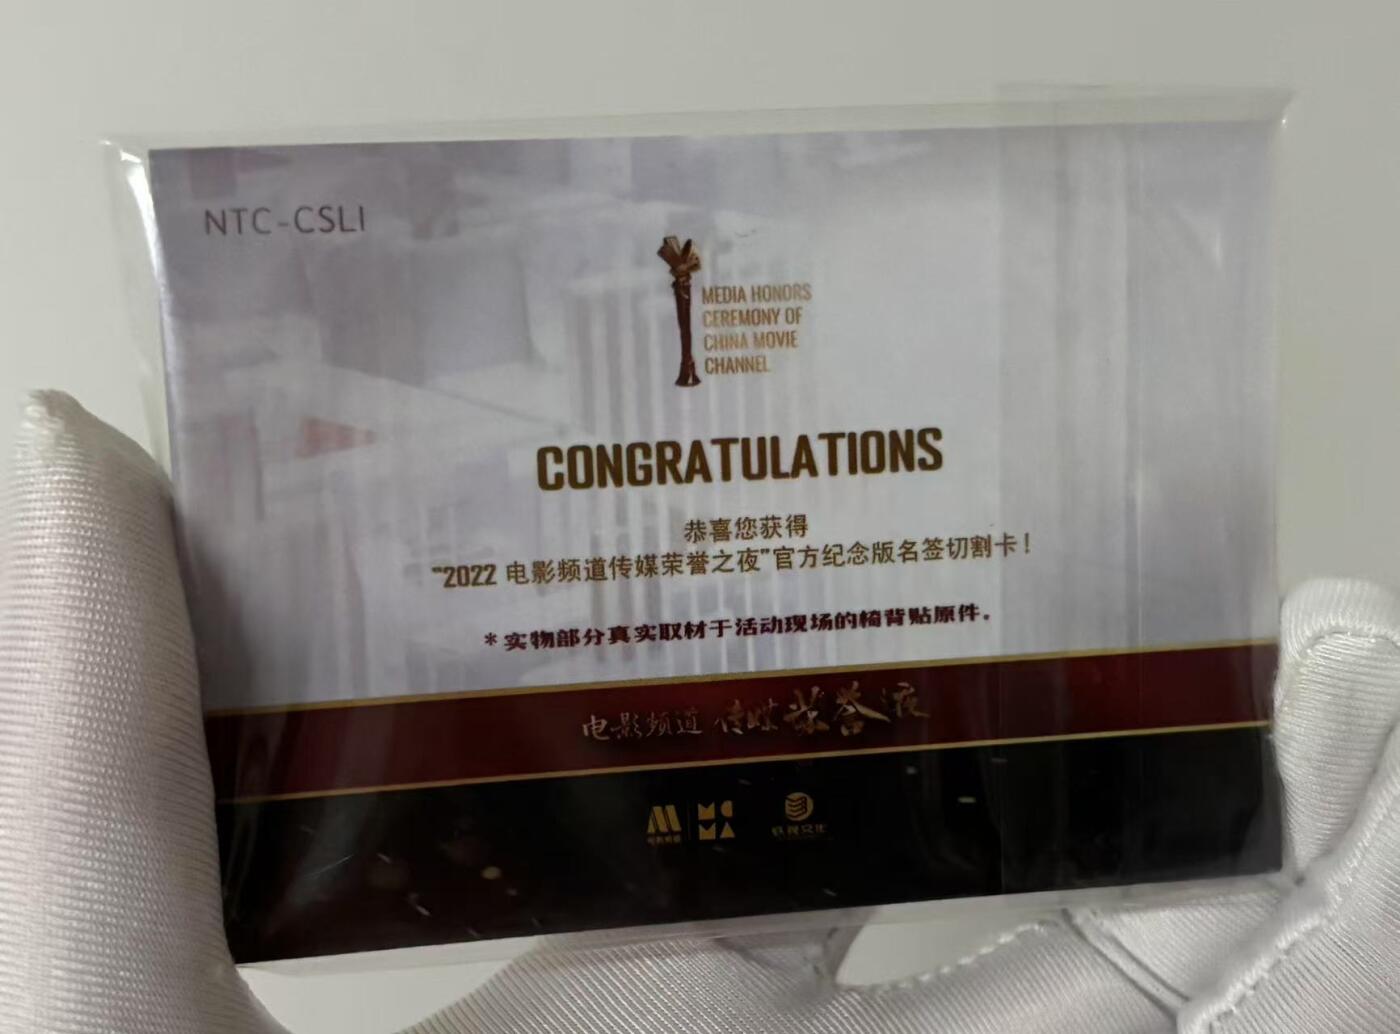 NTC-CSLI
MEDIA HONORS
CEREMONY OF
CHINA MOVIE
CHANNEL
CONGRATULATIONS
恭喜您获得
“2022 电影频道传媒荣誉之夜”官方纪念版名签切割卡！
*实物部分真实取材于活动现场的椅背贴原件。
电影频道 传媒荣誉之夜
M
MC
MA